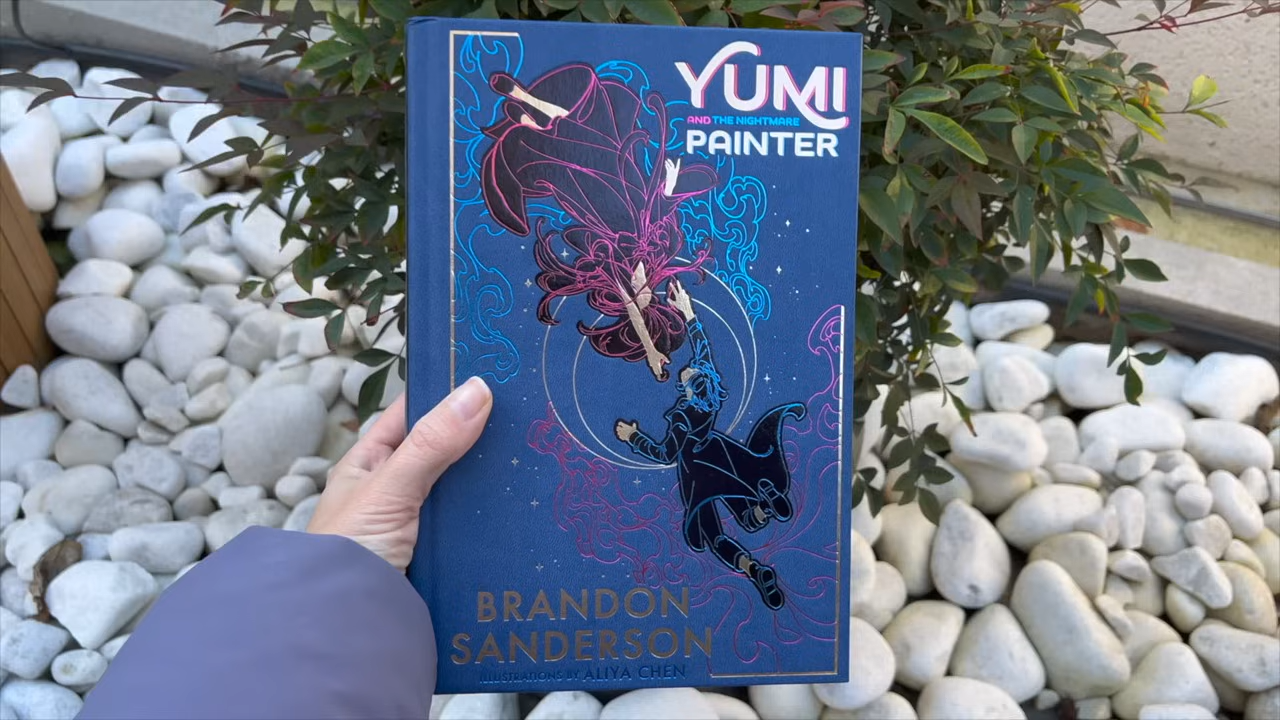 YUMI
AND THE NIGHTMARE
PAINTER
BRANDON
SANDERSON
ILLUSTRATIONS BY ALIYA CHEN